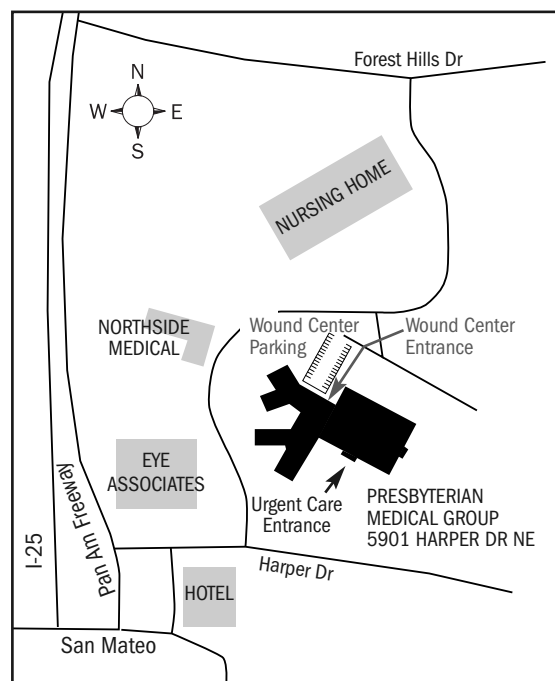 Forest Hills Dr
N
W E
S
NURSING HOME
NORTHSIDE
MEDICAL
Wound Center
Parking
Wound Center
Entrance
EYE
ASSOCIATES
Urgent Care
Entrance
PRESBYTERIAN
MEDICAL GROUP
5901 HARPER DR NE
I-25
Pan Am Freeway
Harper Dr
HOTEL
San Mateo